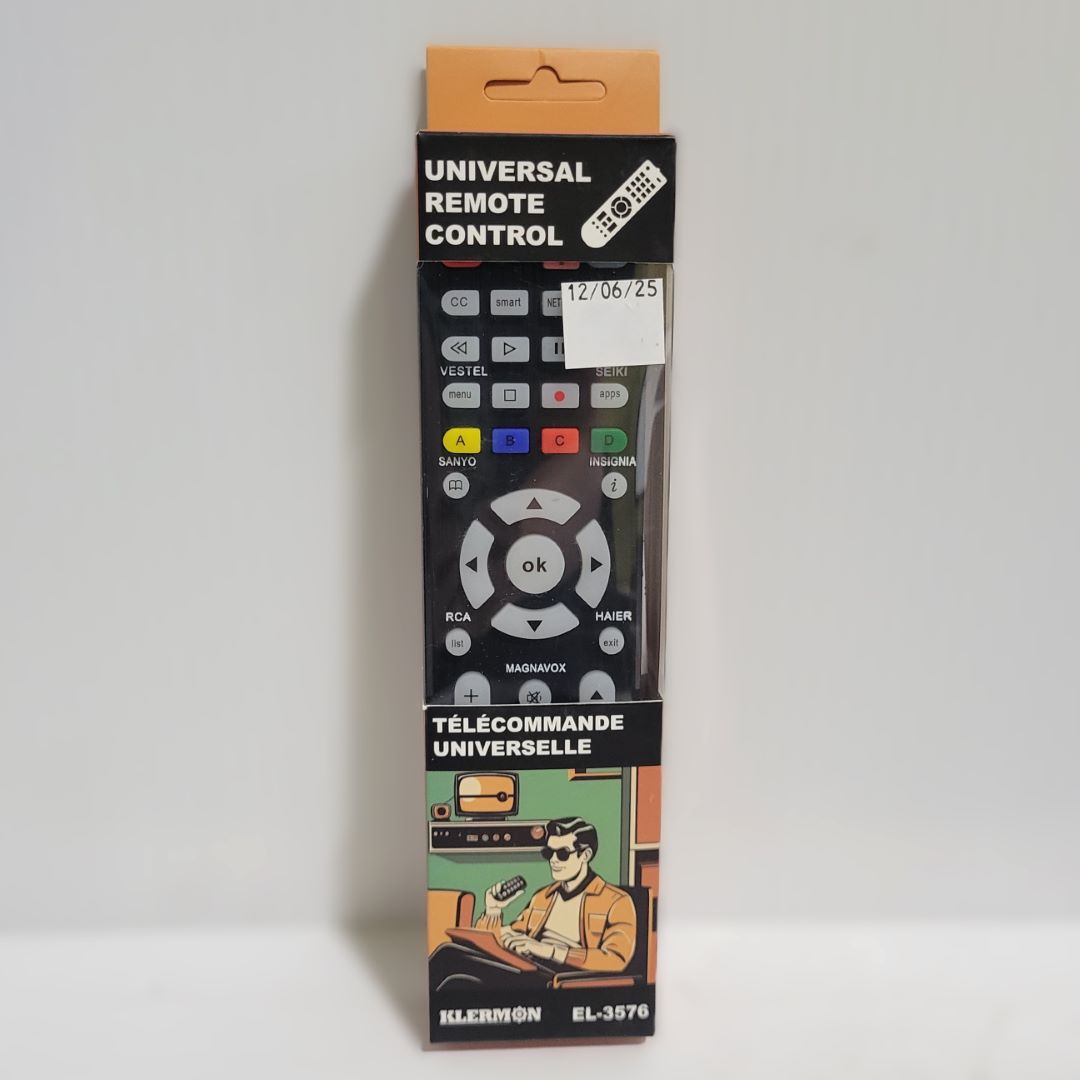 UNIVERSAL
REMOTE
CONTROL
12/06/25
CC smart NET
VESTEL SEIKI
menu apps
A B C D
SANYO INSIGNIA
i
ok
RCA HAIER
list exit
MAGNAVOX
+
TÉLÉCOMMANDE
UNIVERSELLE
KLERMON EL-3576